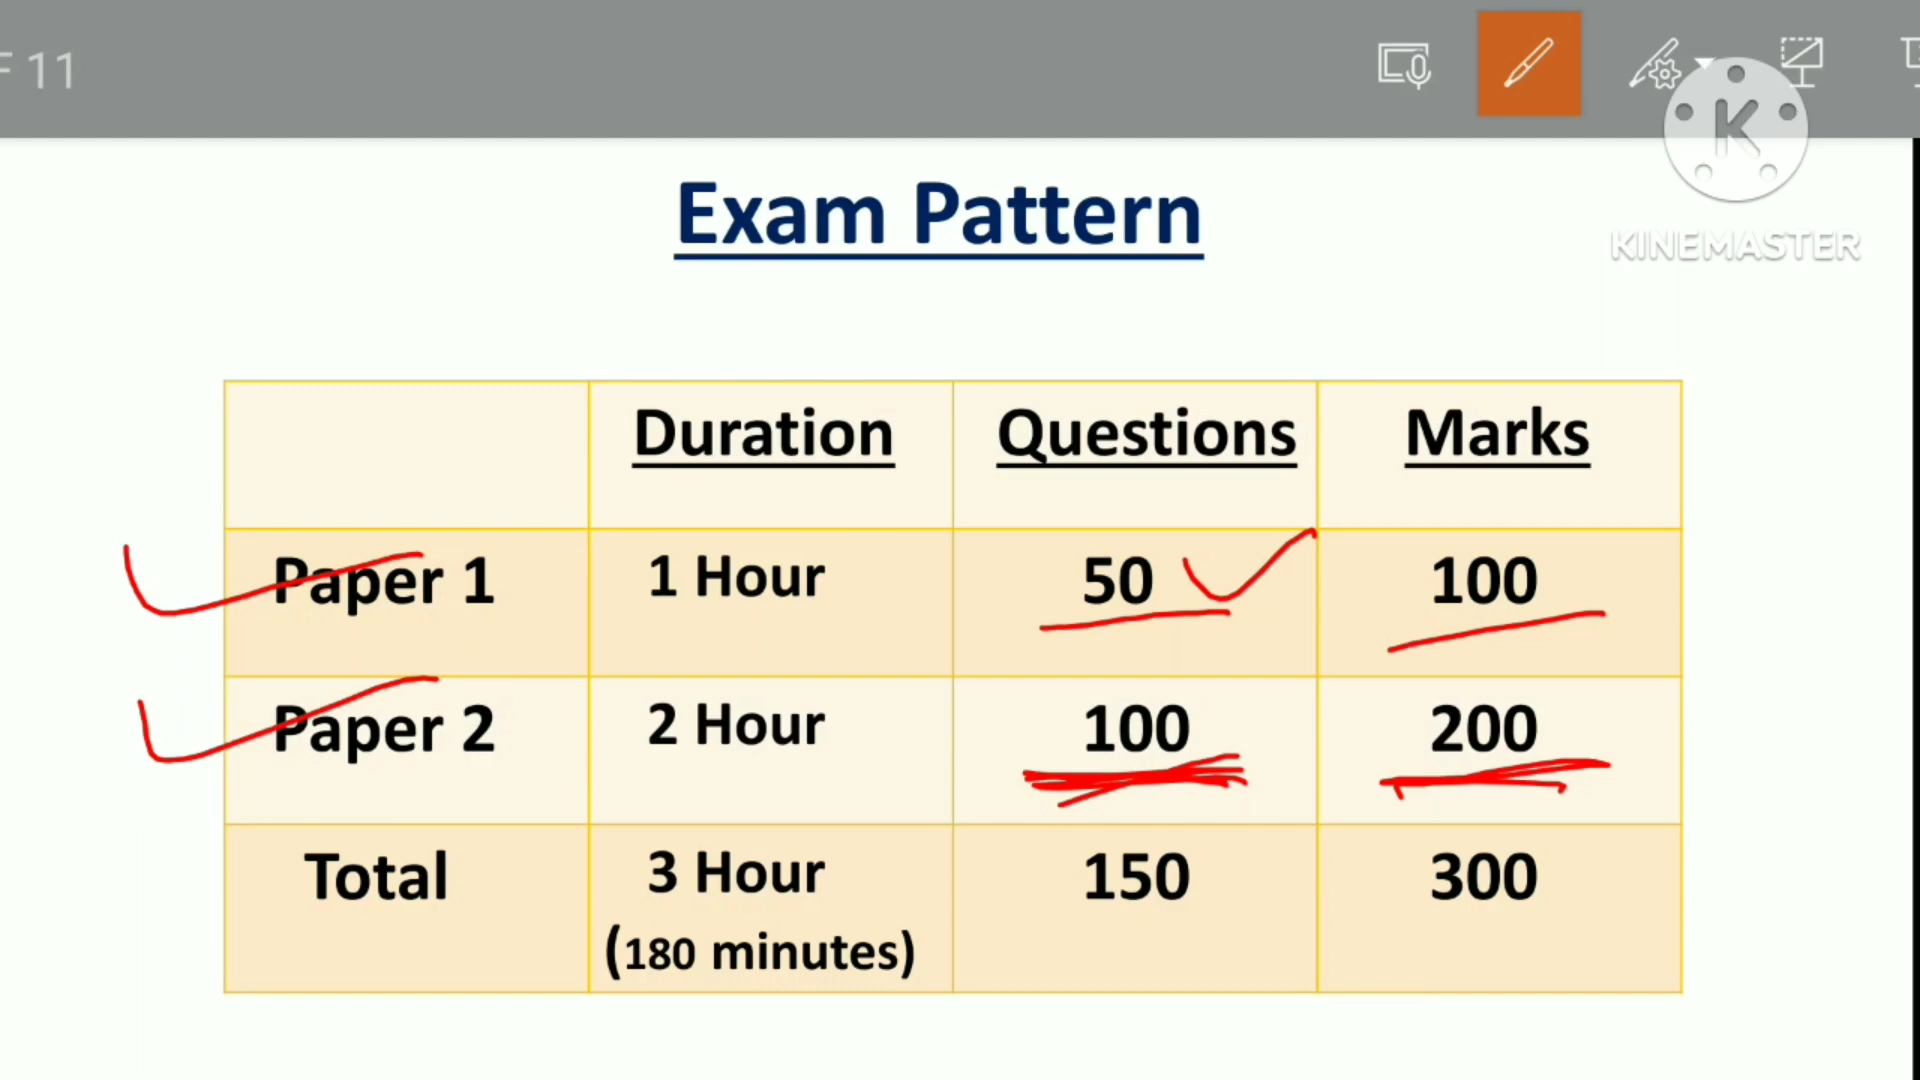 F 11
K
KINEMASTER
Exam Pattern
Duration Questions Marks
Paper 1 1 Hour 50 100
Paper 2 2 Hour 100 200
Total 3 Hour 150 300
(180 minutes)